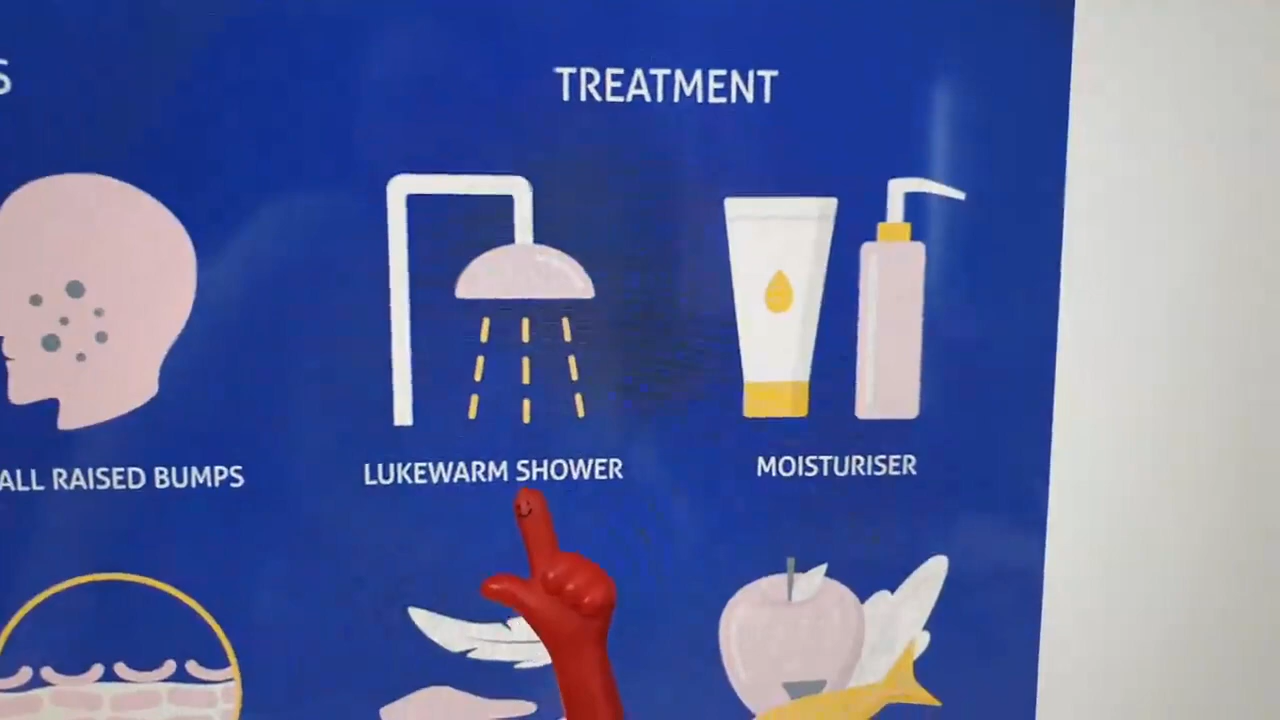 TREATMENT
ALL RAISED BUMPS
LUKEWARM SHOWER
MOISTURISER